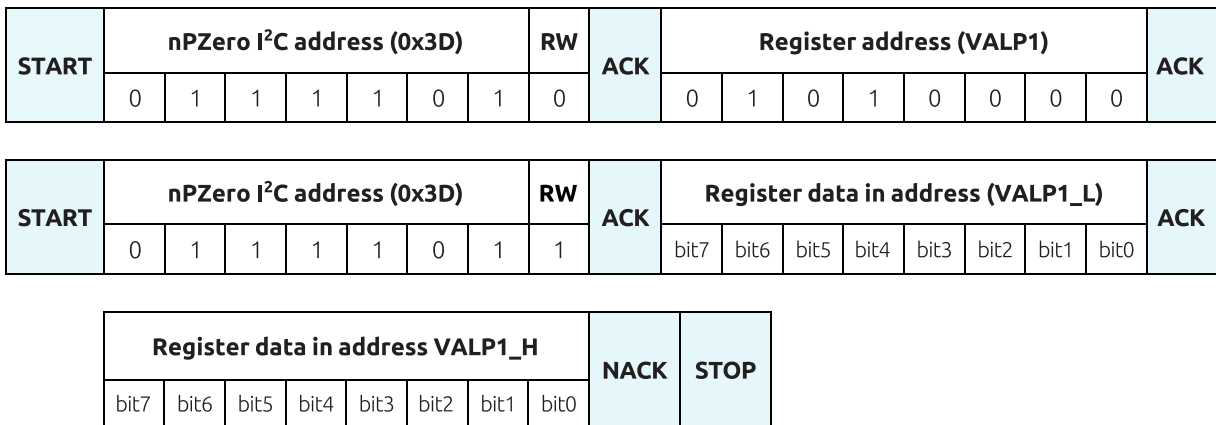 START nPZero I²C address (0x3D) RW ACK Register address (VALP1) ACK
0 1 1 1 1 0 1 0 0 1 0 1 0 0 0 0
START nPZero I²C address (0x3D) RW ACK Register data in address (VALP1_L) ACK
0 1 1 1 1 0 1 1 bit7 bit6 bit5 bit4 bit3 bit2 bit1 bit0
Register data in address VALP1_H NACK STOP
bit7 bit6 bit5 bit4 bit3 bit2 bit1 bit0